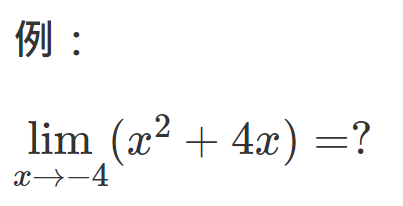 例：
lim (x² + 4x) =?
x→−4